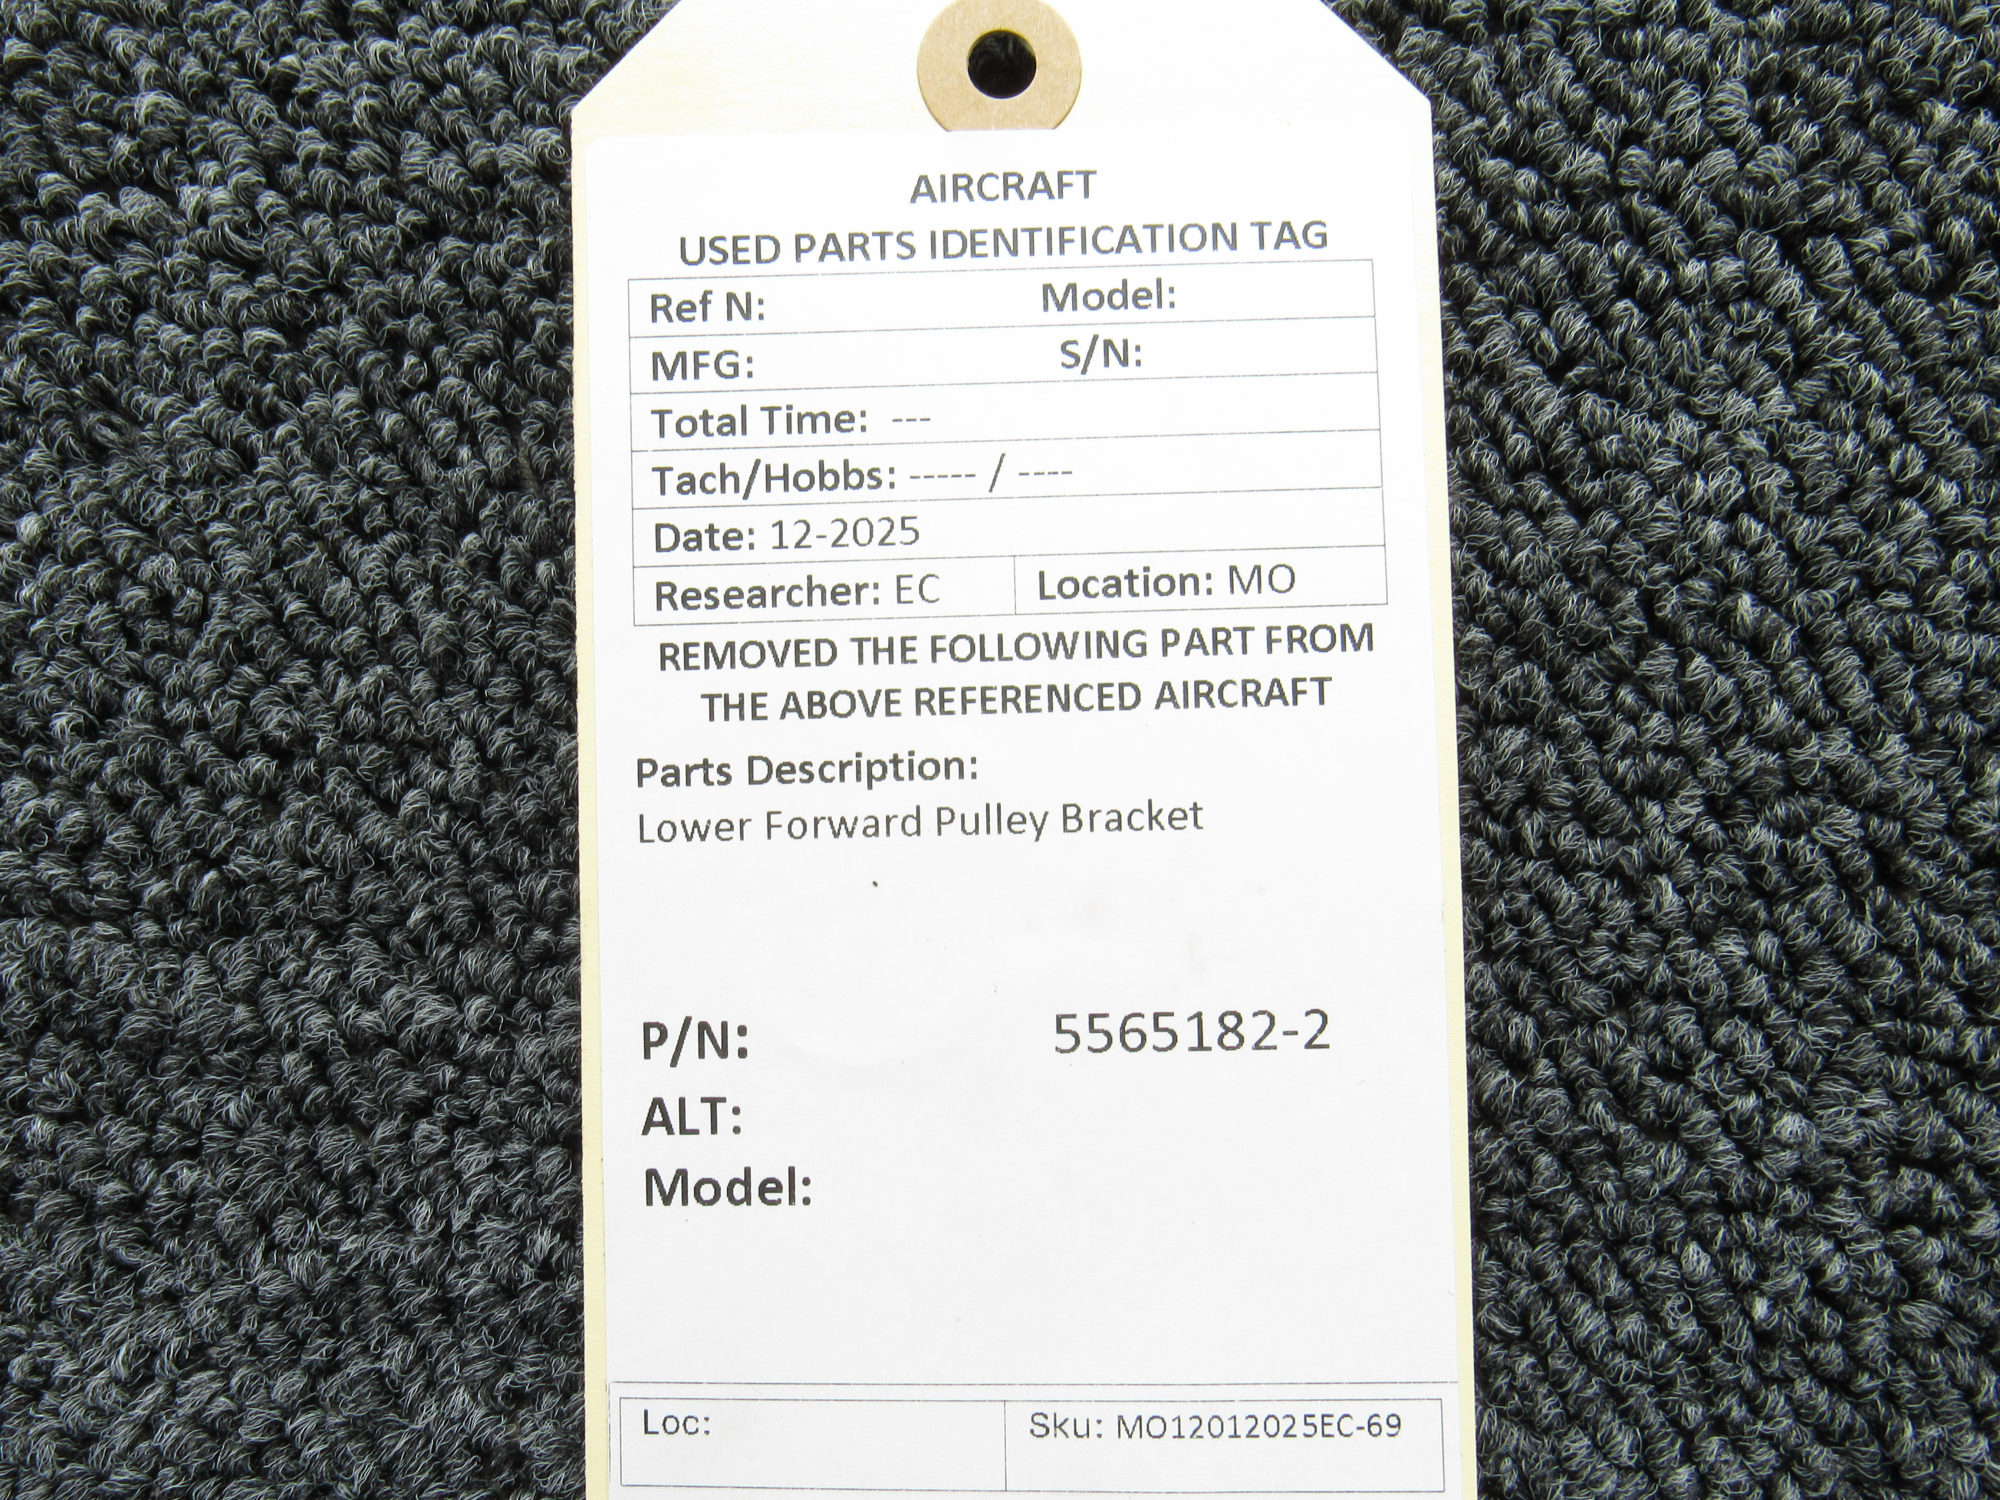 AIRCRAFT
USED PARTS IDENTIFICATION TAG
Ref N: Model:
MFG: S/N:
Total Time: ---
Tach/Hobbs: ----- / ----
Date: 12-2025
Researcher: EC Location: MO
REMOVED THE FOLLOWING PART FROM
THE ABOVE REFERENCED AIRCRAFT
Parts Description:
Lower Forward Pulley Bracket
P/N: 5565182-2
ALT:
Model:
Loc: Sku: MO12012025EC-69